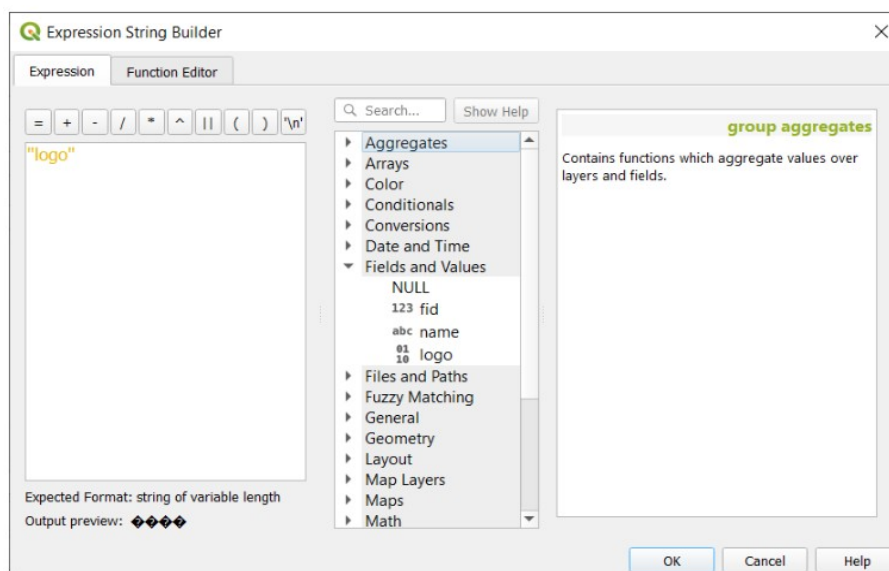 Expression String Builder
Expression
Function Editor
= + - / * ^ || ( ) '\n'
"logo"
Expected Format: string of variable length
Output preview: ����
Search...
Show Help
Aggregates
Arrays
Color
Conditionals
Conversions
Date and Time
Fields and Values
NULL
123 fid
abc name
01
10 logo
Files and Paths
Fuzzy Matching
General
Geometry
Layout
Map Layers
Maps
Math
group aggregates
Contains functions which aggregate values over
layers and fields.
OK
Cancel
Help